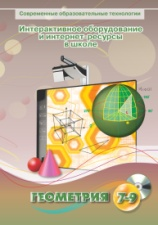 Современные образовательные технологии
Интерактивное оборудование
и интернет-ресурсы
в школе
ГЕОМЕТРИЯ 7-9